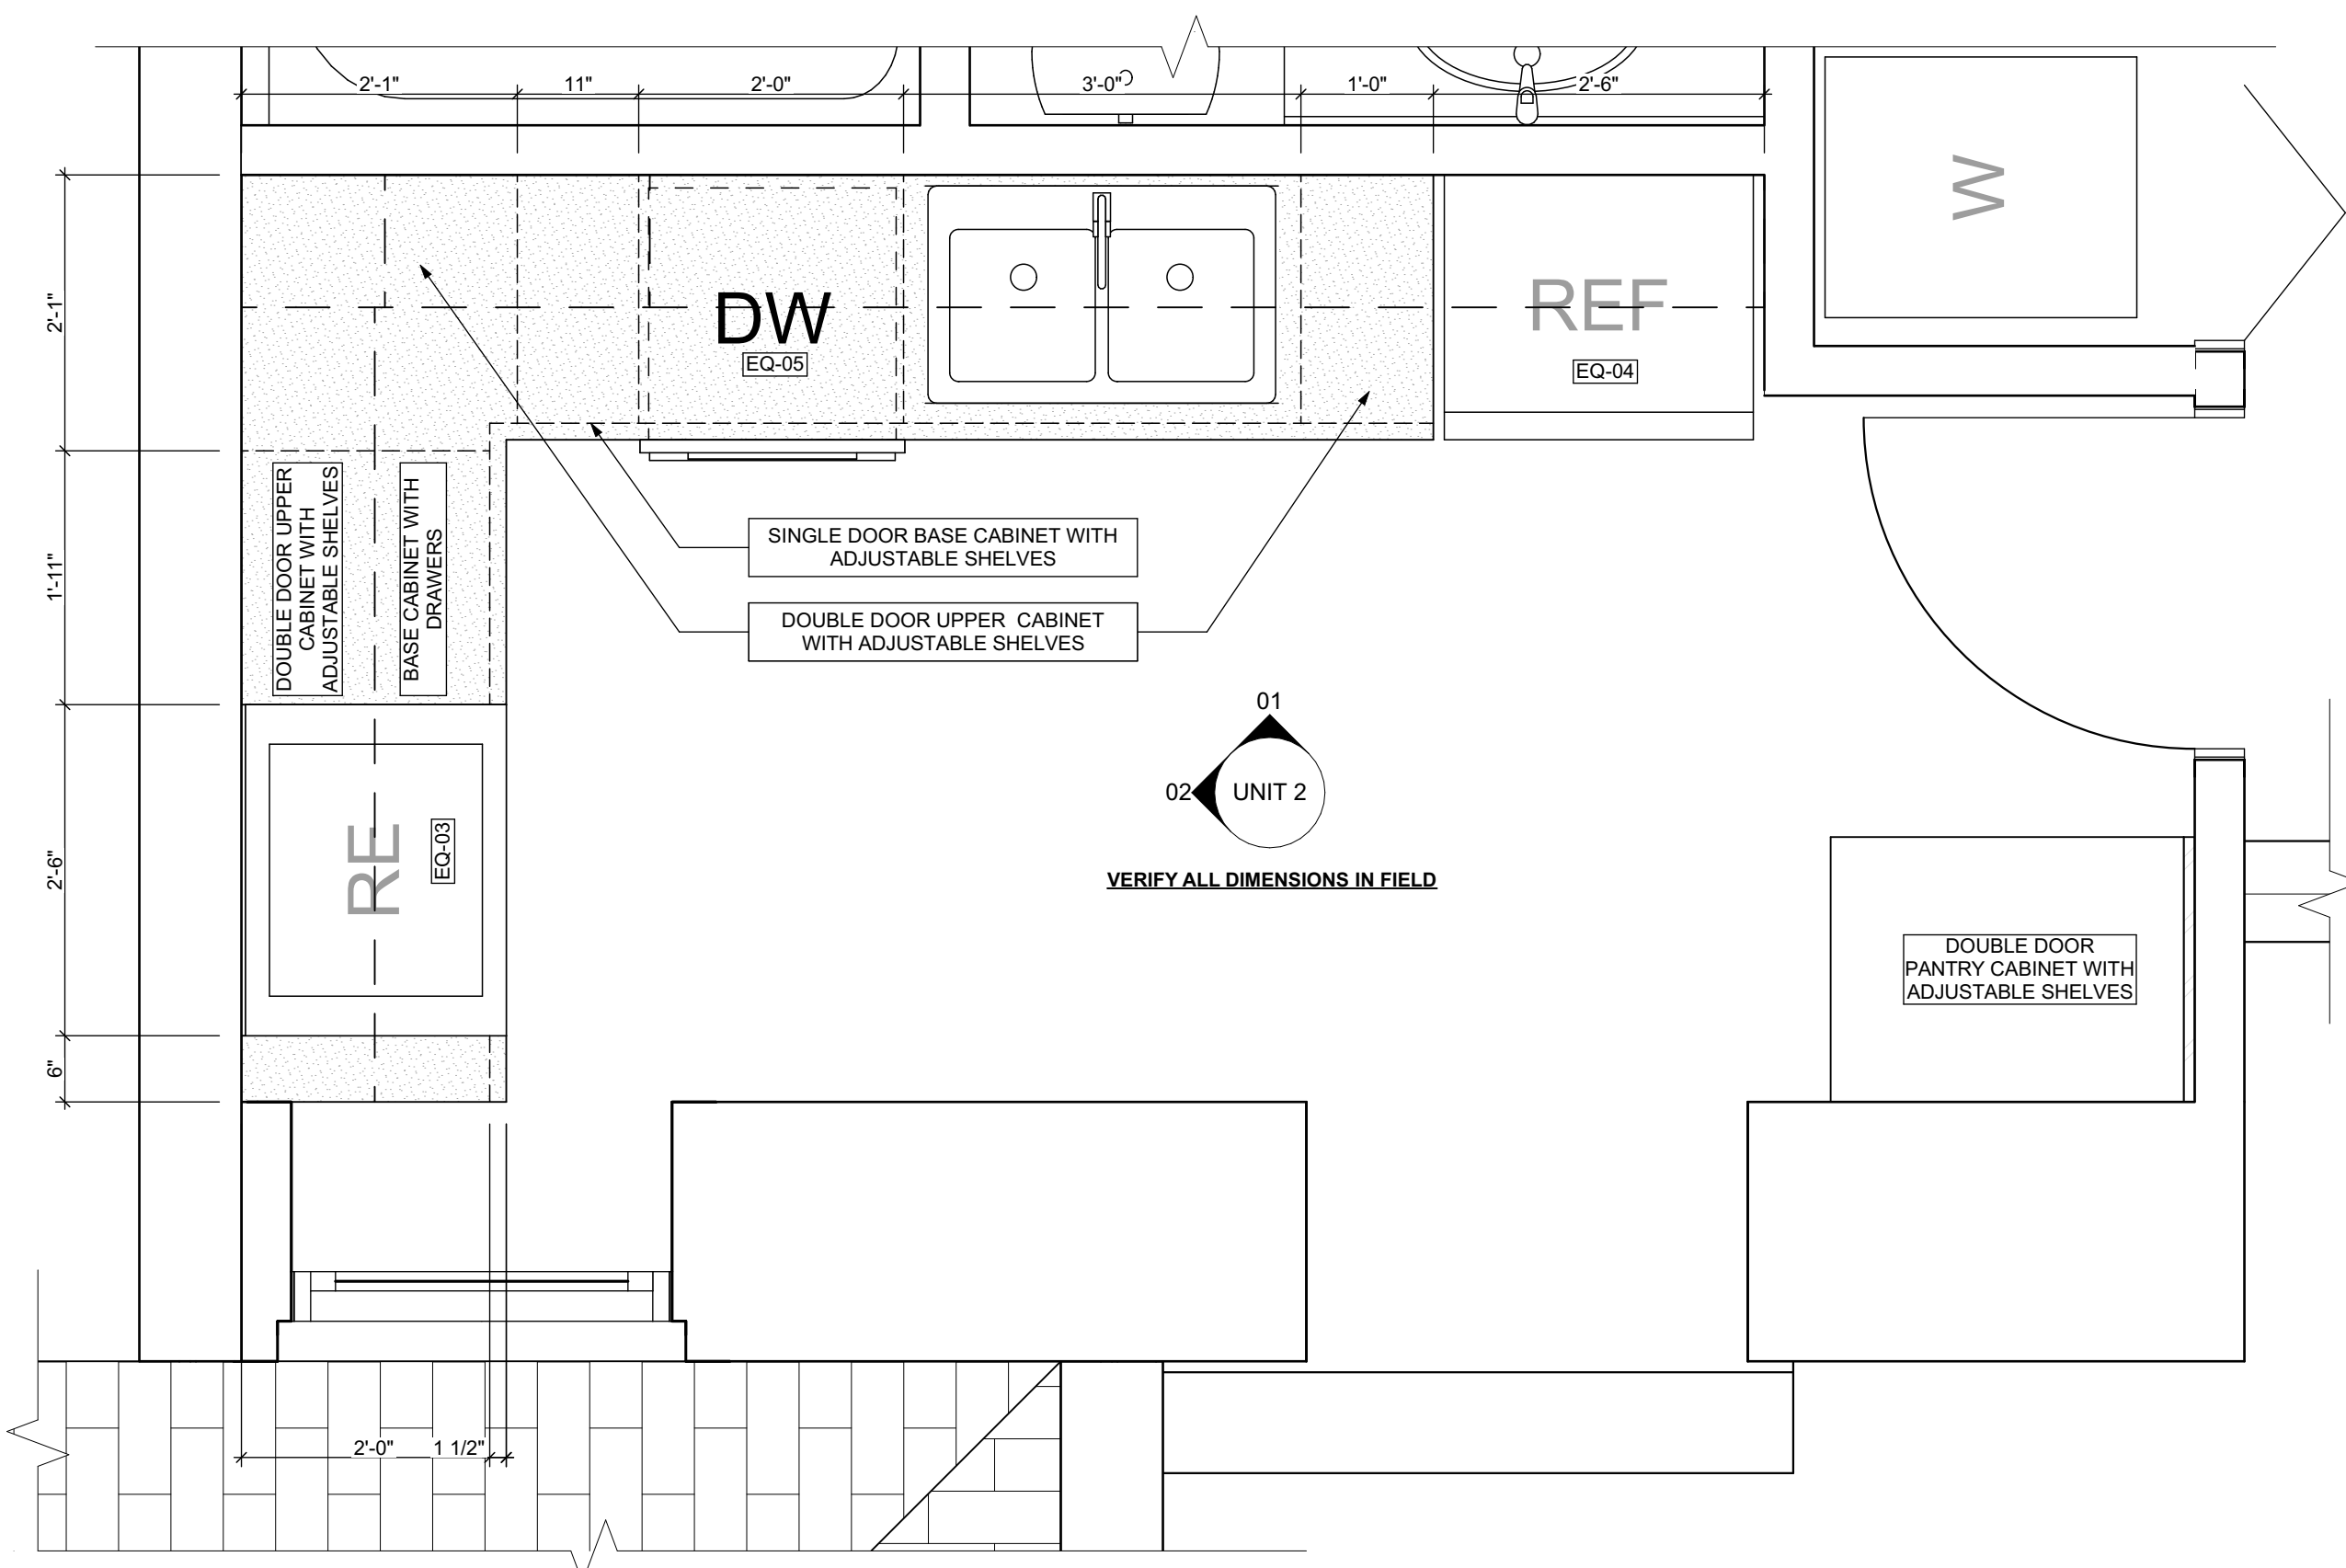 2'-1"
11"
2'-0"
3'-0"
1'-0"
2'-6"
W
2'-1"
DW
EQ-05
REF
EQ-04
DOUBLE DOOR UPPER
CABINET WITH
ADJUSTABLE SHELVES
BASE CABINET WITH
DRAWERS
1'-11"
SINGLE DOOR BASE CABINET WITH
ADJUSTABLE SHELVES
DOUBLE DOOR UPPER  CABINET
WITH ADJUSTABLE SHELVES
01
02
UNIT 2
VERIFY ALL DIMENSIONS IN FIELD
2'-6"
RE
EQ-03
DOUBLE DOOR
PANTRY CABINET WITH
ADJUSTABLE SHELVES
6"
2'-0"
1 1/2"